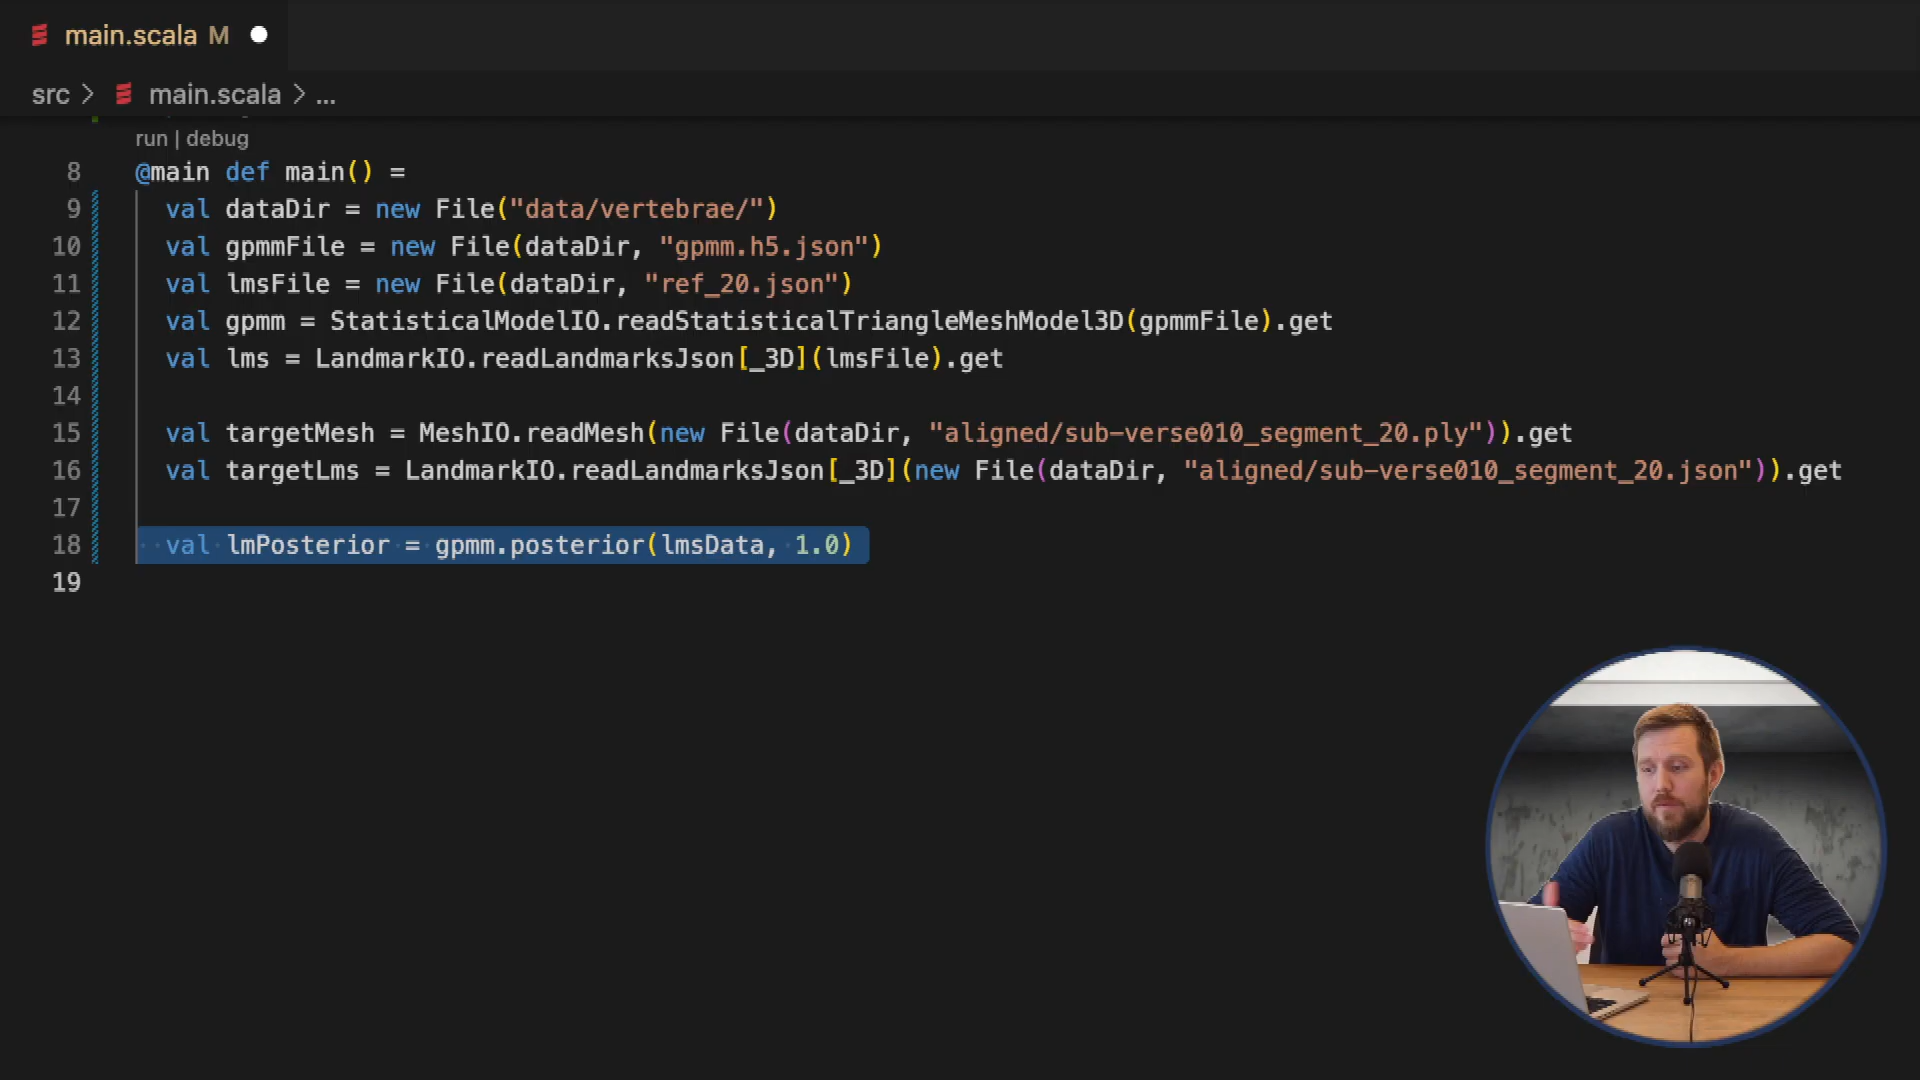 main.scala M
src > main.scala > ...
run | debug
8 @main def main() =
9 val dataDir = new File("data/vertebrae/")
10 val gpmmFile = new File(dataDir, "gpmm.h5.json")
11 val lmsFile = new File(dataDir, "ref_20.json")
12 val gpmm = StatisticalModelIO.readStatisticalTriangleMeshModel3D(gpmmFile).get
13 val lms = LandmarkIO.readLandmarksJson[_3D](lmsFile).get
14
15 val targetMesh = MeshIO.readMesh(new File(dataDir, "aligned/sub-verse010_segment_20.ply")).get
16 val targetLms = LandmarkIO.readLandmarksJson[_3D](new File(dataDir, "aligned/sub-verse010_segment_20.json")).get
17
18 val lmPosterior = gpmm.posterior(lmsData, 1.0)
19